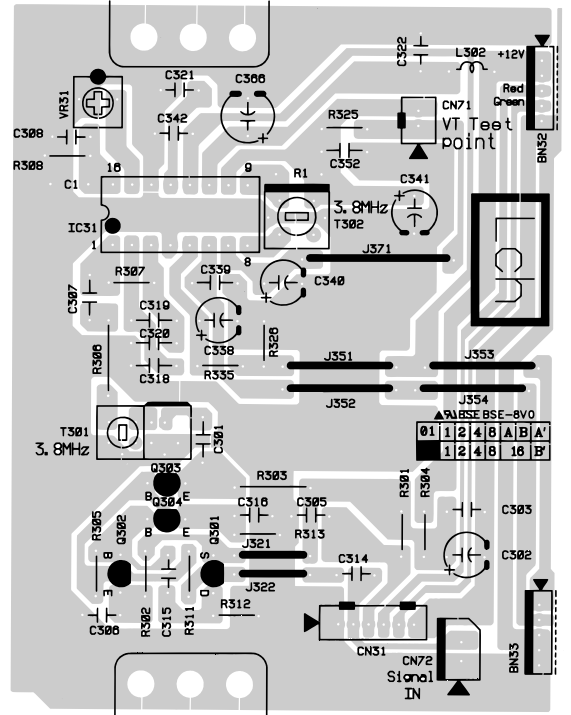 C322
L302
+12V
C321
C366
Red
Green
VR31
CN71
R325
VT Test
point
C308
C342
BN32
R308
C352
16
9
R1
C341
C1
3.8MHz
T302
IC31
1
8
J371
Lch
R307
C339
C340
C307
C319
C320
C338
R326
R306
C318
R335
J351
J353
J352
J354
T301
3.8MHz
C301
BSE-8V0
01 1 2 4 8 A B A'
1 2 4 8 16 B'
Q303
B E
R303
R301
R304
Q304
B E
C316
C305
C303
R305
Q302
Q301
R313
J321
C302
B
S
C314
J322
E
D
C306
R302
C315
R311
R312
CN31
CN72
BN33
Signal
IN